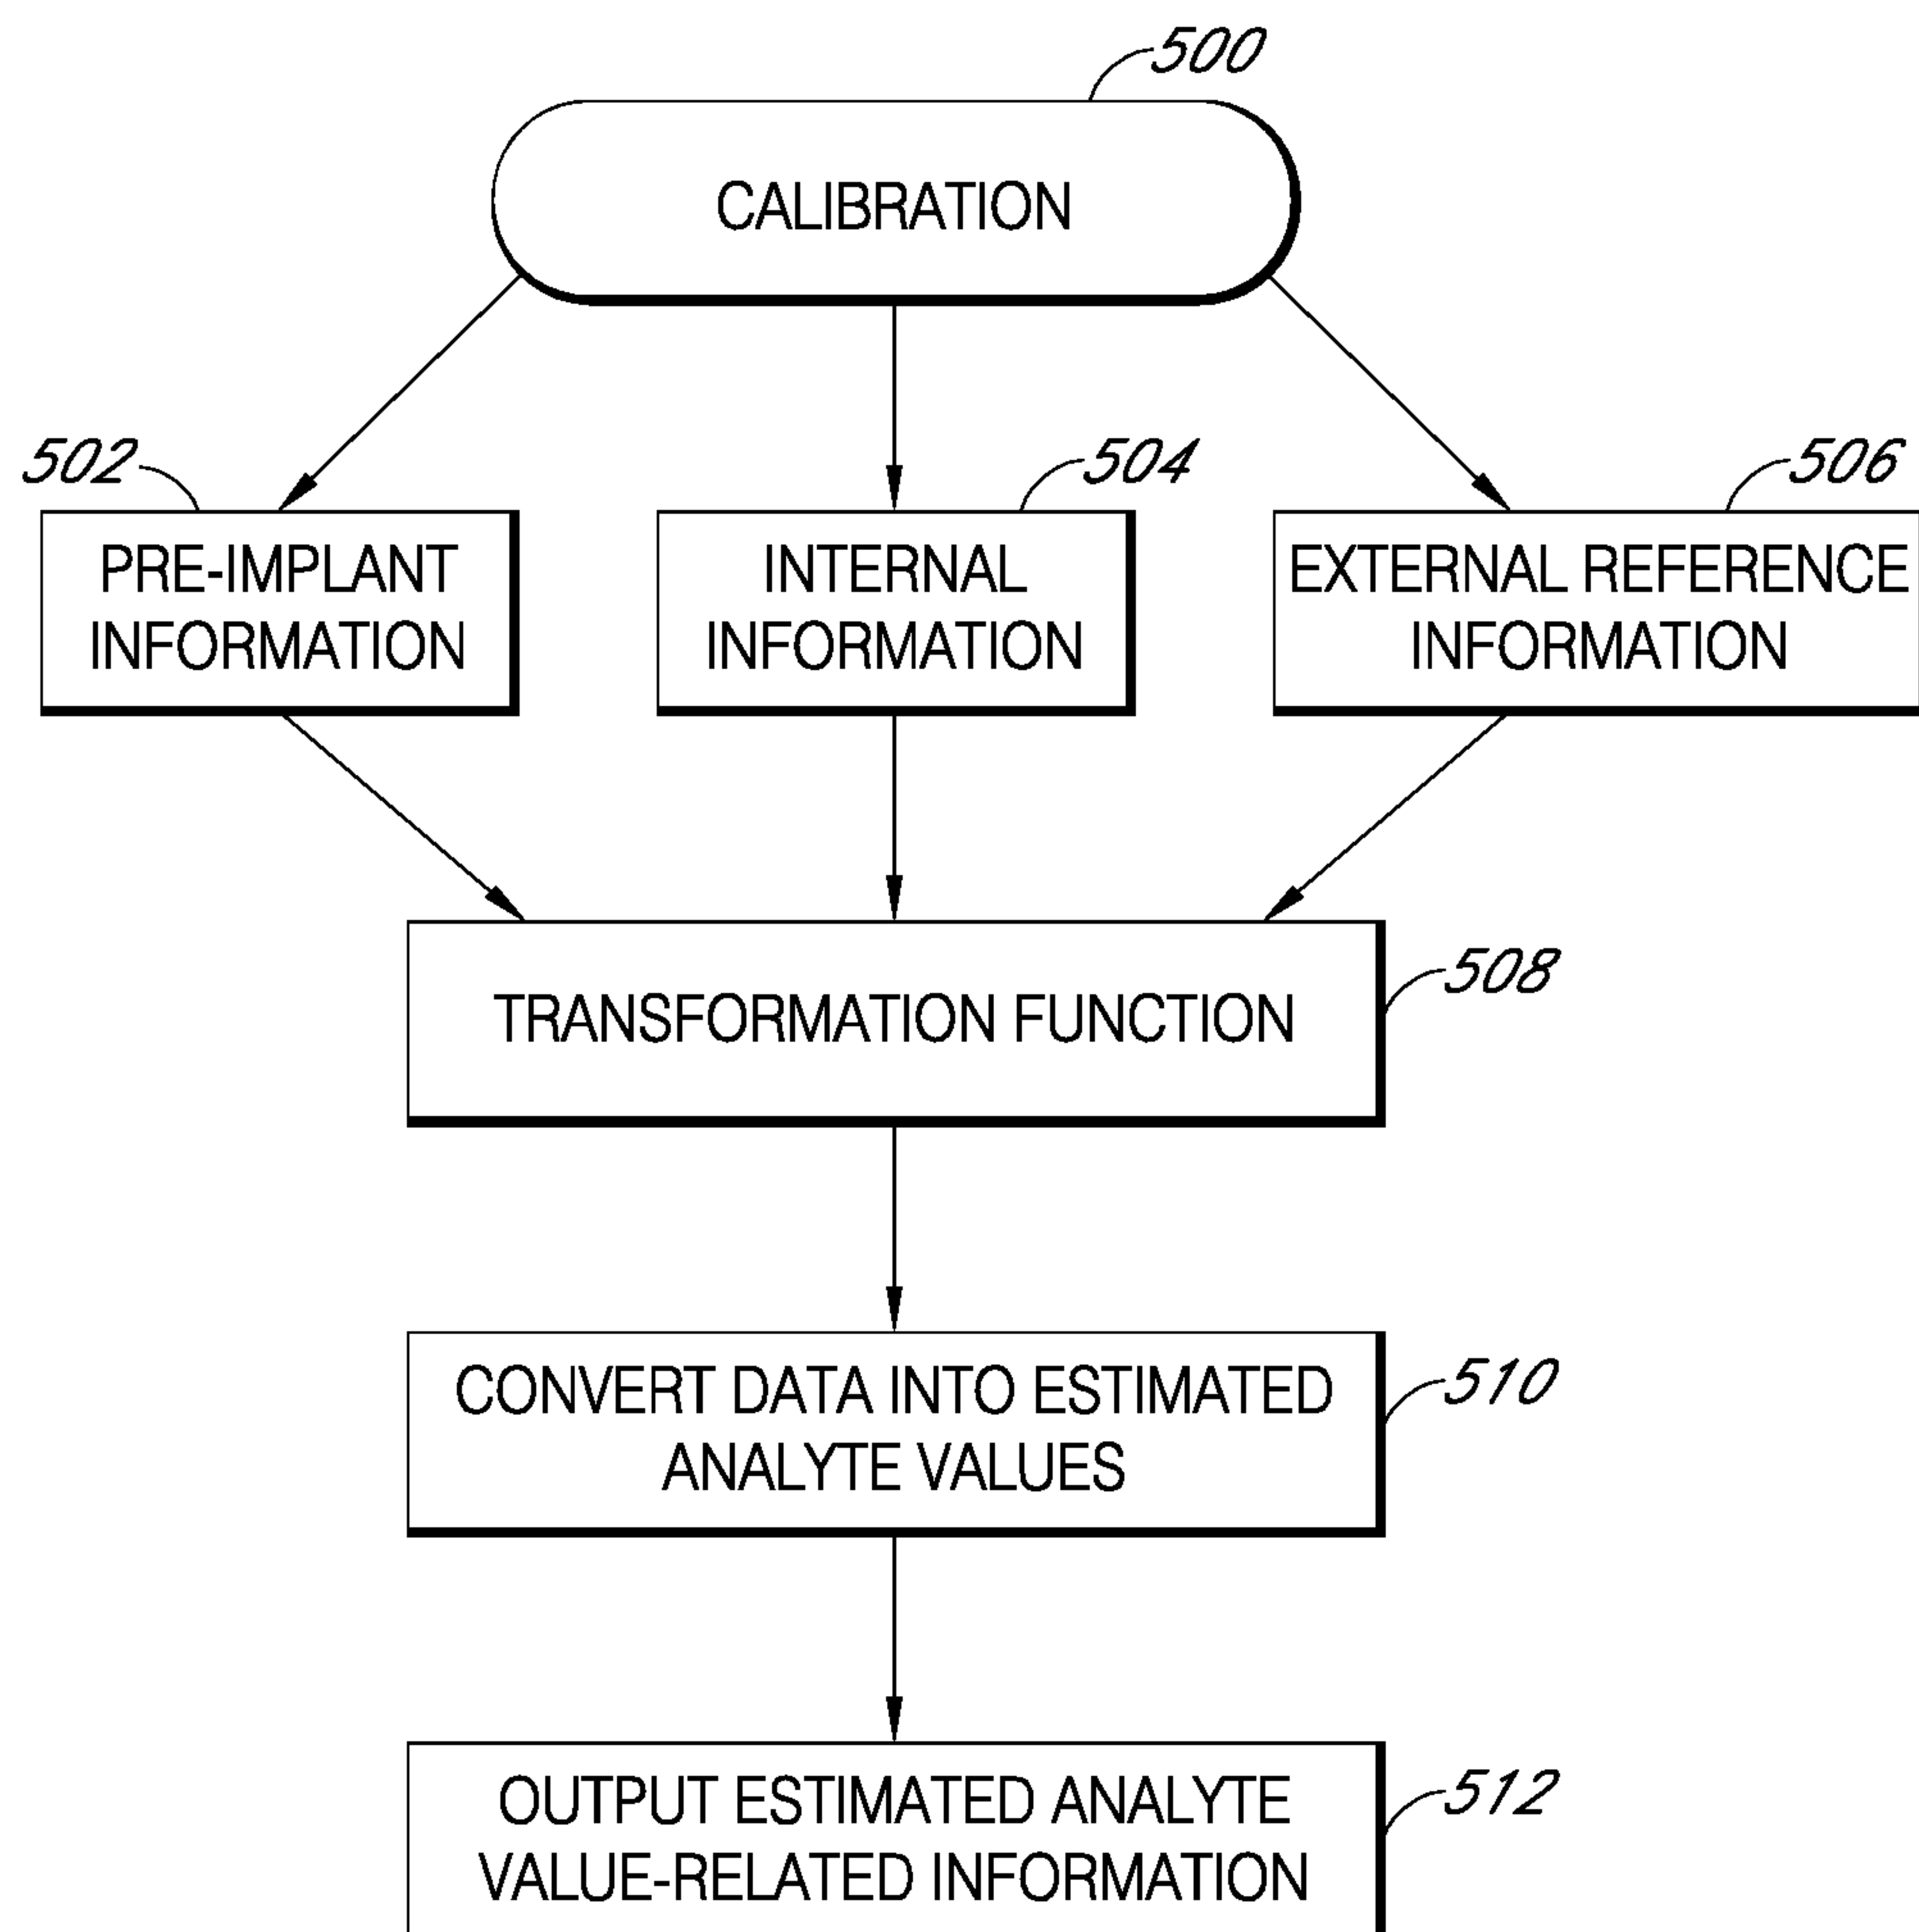 500
CALIBRATION
502
504
506
PRE-IMPLANT
INFORMATION
INTERNAL
INFORMATION
EXTERNAL REFERENCE
INFORMATION
508
TRANSFORMATION FUNCTION
510
CONVERT DATA INTO ESTIMATED
ANALYTE VALUES
512
OUTPUT ESTIMATED ANALYTE
VALUE-RELATED INFORMATION